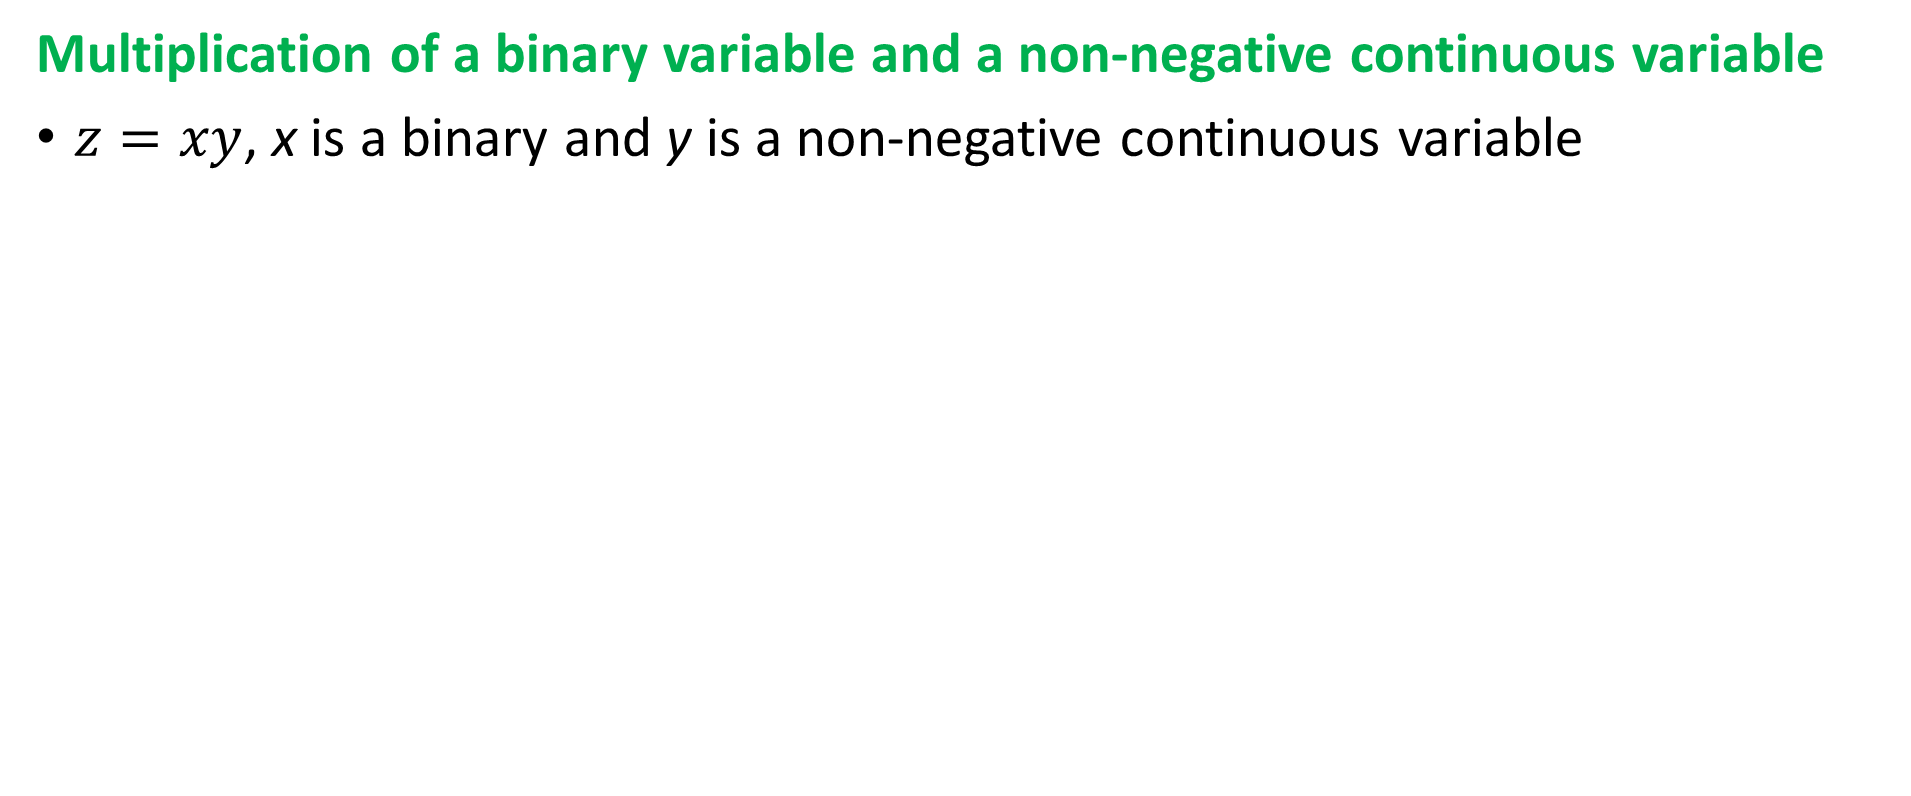 Multiplication of a binary variable and a non-negative continuous variable
• z = xy, x is a binary and y is a non-negative continuous variable